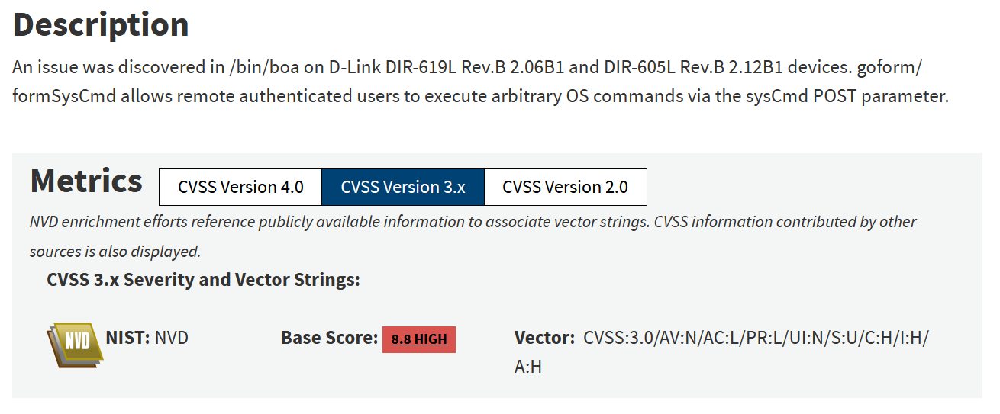 Description
An issue was discovered in /bin/boa on D-Link DIR-619L Rev.B 2.06B1 and DIR-605L Rev.B 2.12B1 devices. goform/
formSysCmd allows remote authenticated users to execute arbitrary OS commands via the sysCmd POST parameter.
Metrics CVSS Version 4.0 CVSS Version 3.x CVSS Version 2.0
NVD enrichment efforts reference publicly available information to associate vector strings. CVSS information contributed by other
sources is also displayed.
CVSS 3.x Severity and Vector Strings:
NVD NIST: NVD Base Score: 8.8 HIGH Vector: CVSS:3.0/AV:N/AC:L/PR:L/UI:N/S:U/C:H/I:H/
A:H